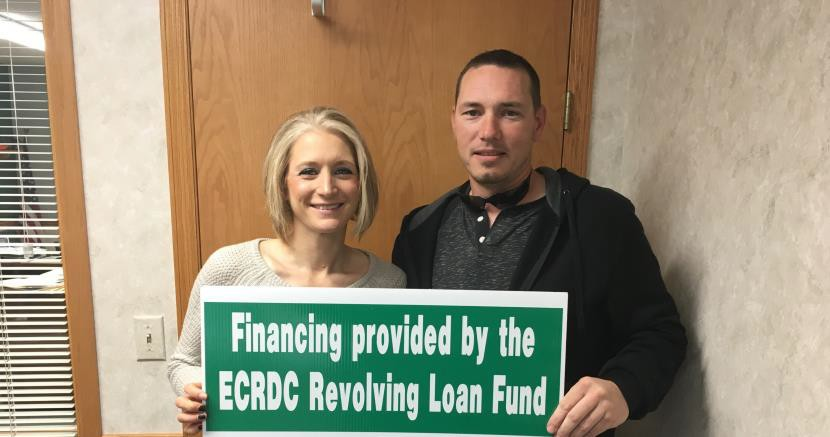 Financing provided by the
ECRDC Revolving Loan Fund